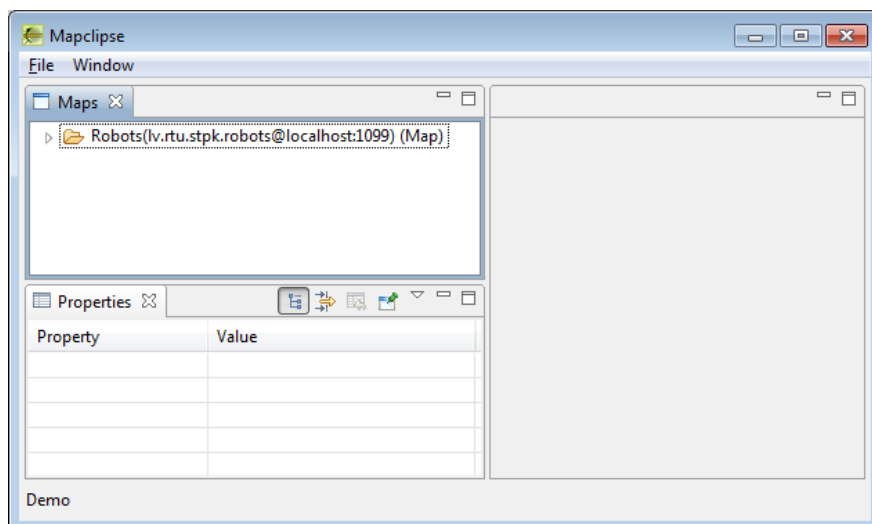 Mapclipse
File Window
Maps
Robots(lv.rtu.stpk.robots@localhost:1099) (Map)
Properties
Property Value
Demo